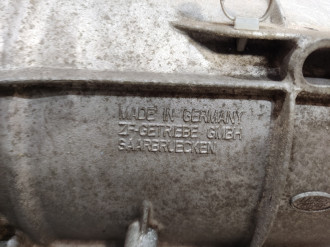 MADE IN GERMANY
ZF-GETRIEBE GMBH
SAARBRUECKEN